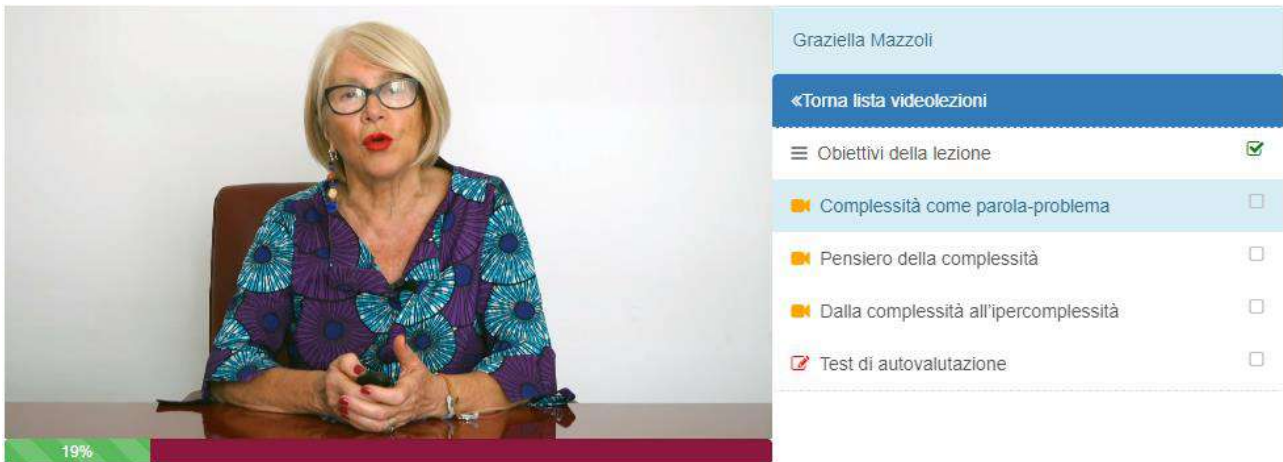 Graziella Mazzoli
«Torna lista videolezioni
Obiettivi della lezione
Complessità come parola-problema
Pensiero della complessità
Dalla complessità all'ipercomplessità
Test di autovalutazione
19%